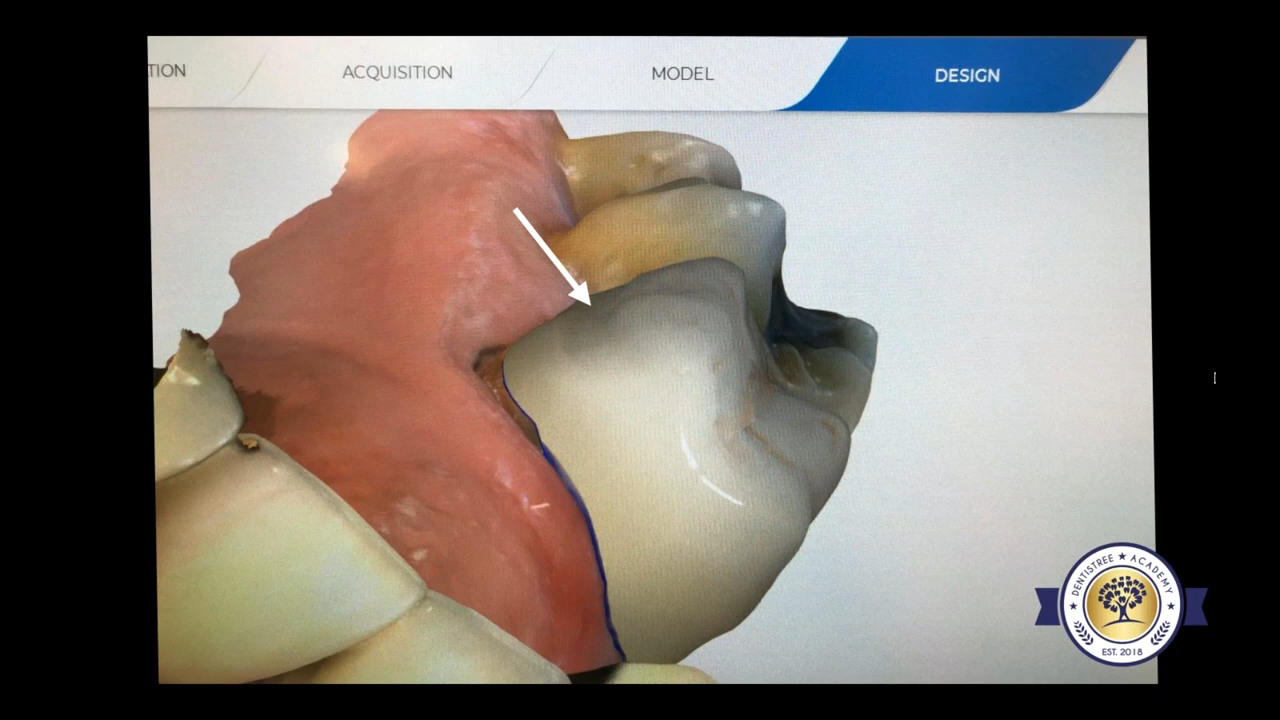 TION
ACQUISITION
MODEL
DESIGN
DENTISTREE ★ ACADEMY
EST. 2018